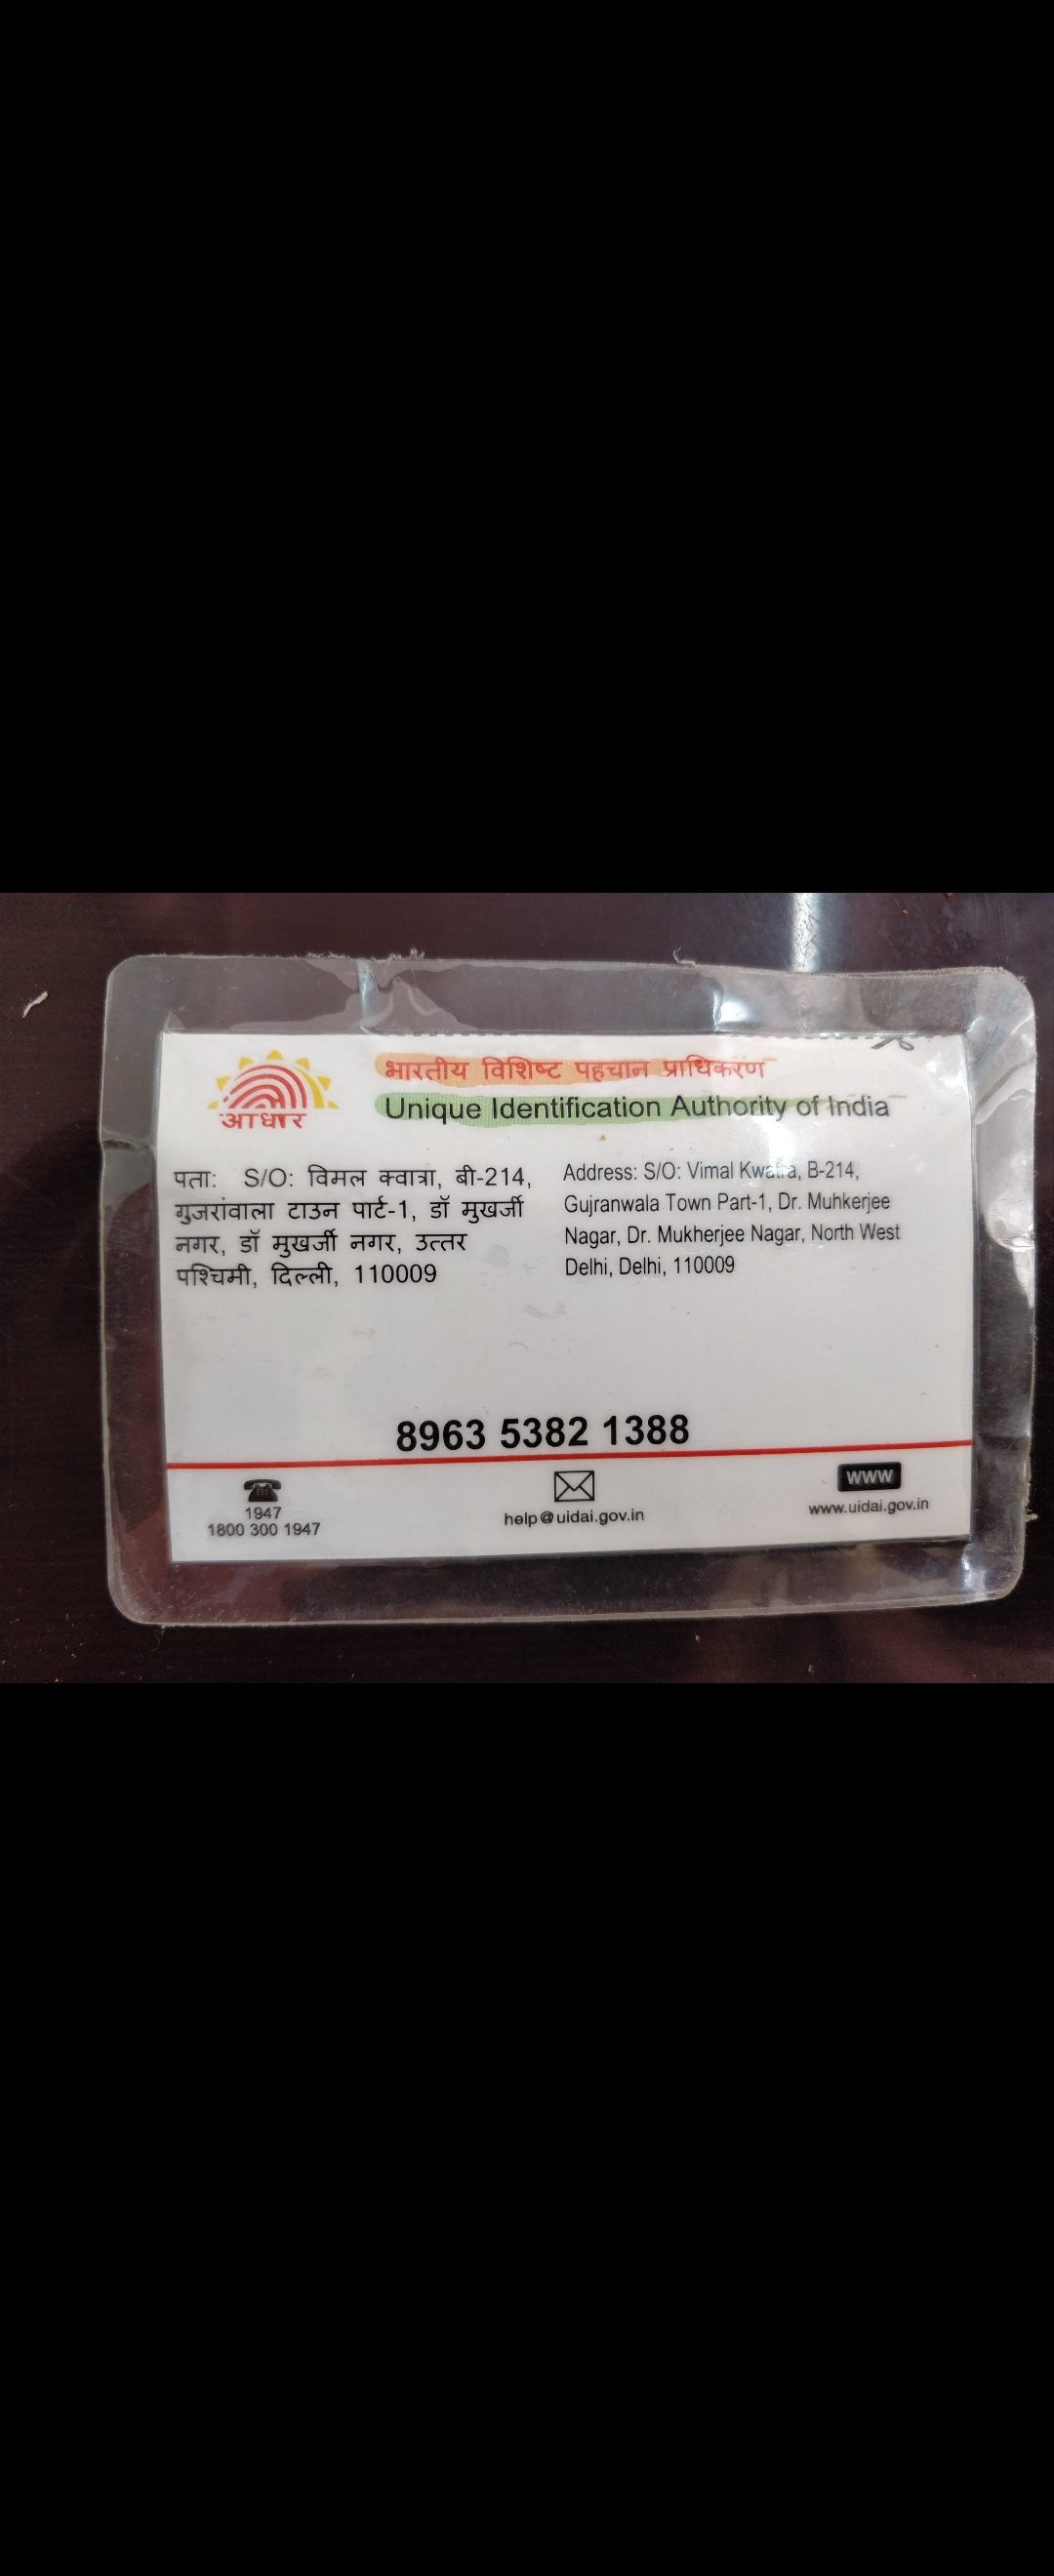 आधार
भारतीय विशिष्ट पहचान प्राधिकरण
Unique Identification Authority of India
पता: S/O: विमल क्वात्रा, बी-214,
गुजरांवाला टाउन पार्ट-1, डॉ मुखर्जी
नगर, डॉ मुखर्जी नगर, उत्तर
पश्चिमी, दिल्ली, 110009
Address: S/O: Vimal Kwatra, B-214,
Gujranwala Town Part-1, Dr. Muhkerjee
Nagar, Dr. Mukherjee Nagar, North West
Delhi, Delhi, 110009
8963 5382 1388
1947
1800 300 1947
help@uidai.gov.in
WWW
www.uidai.gov.in